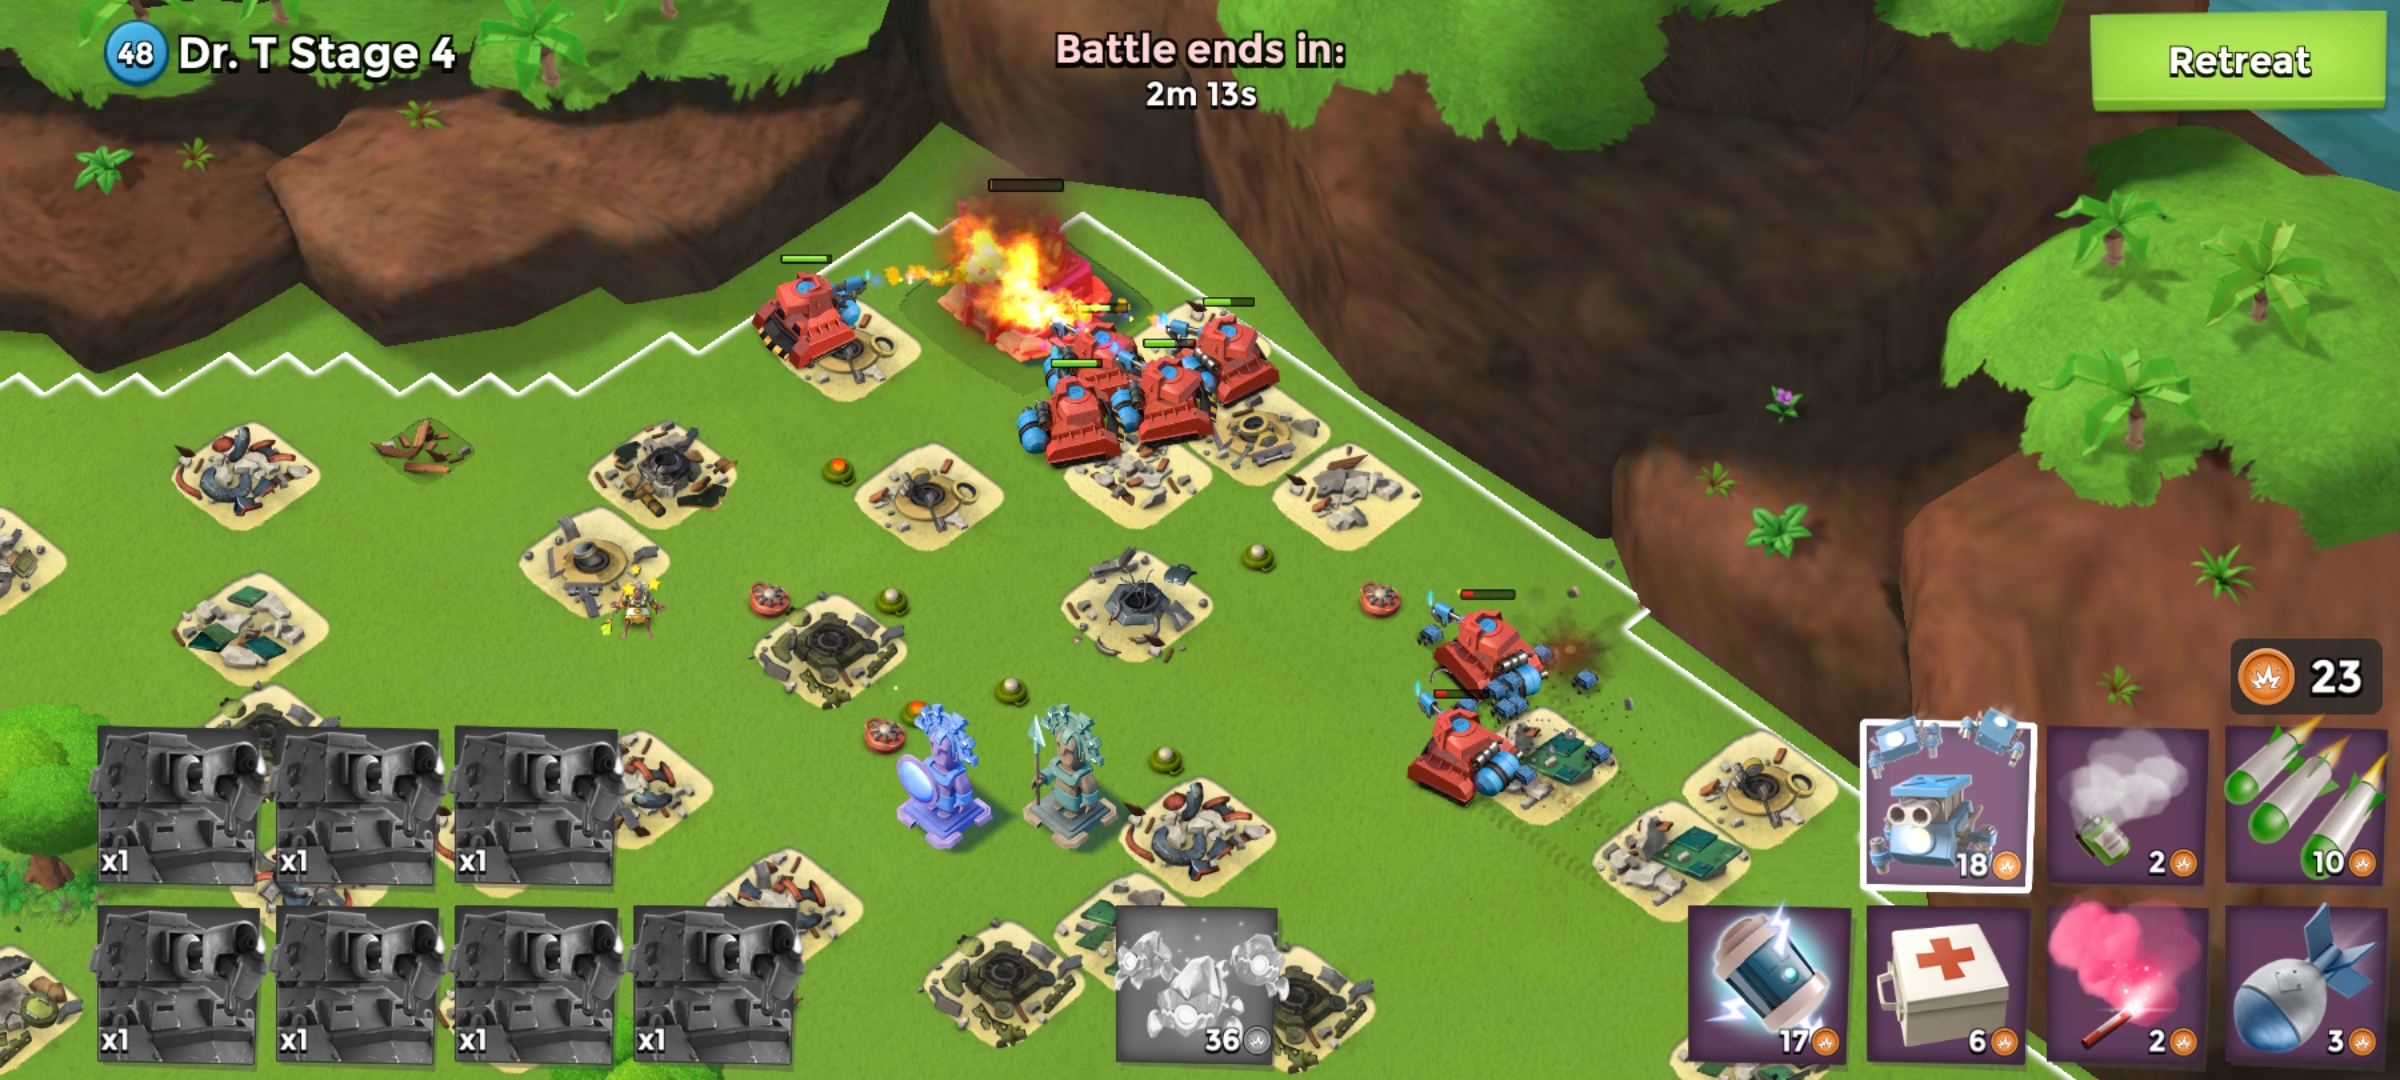 48 Dr. T Stage 4
Battle ends in:
2m 13s
Retreat
23
x1 x1 x1
18 2 10
x1 x1 x1 x1
36
17 6 2 3